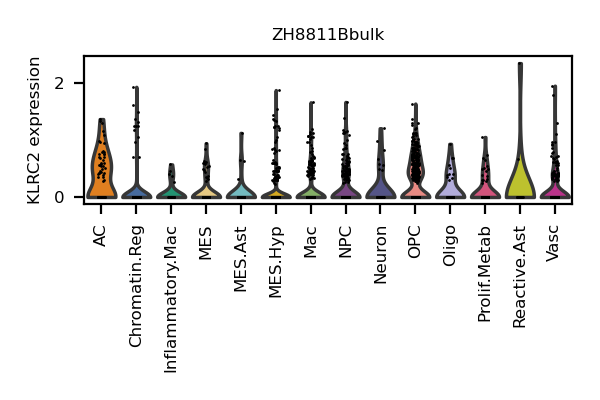 ZH8811Bbulk
KLRC2 expression
2
0
AC
Chromatin.Reg
Inflammatory.Mac
MES
MES.Ast
MES.Hyp
Mac
NPC
Neuron
OPC
Oligo
Prolif.Metab
Reactive.Ast
Vasc